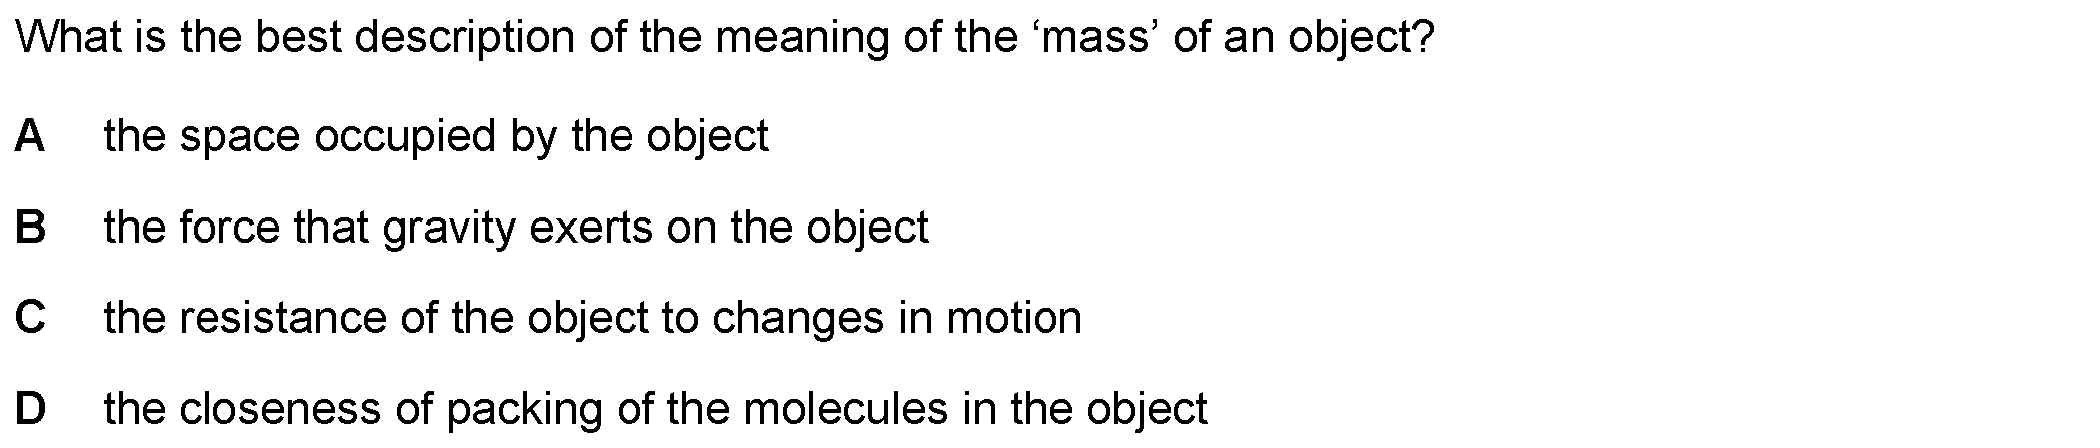 What is the best description of the meaning of the ‘mass’ of an object?
A the space occupied by the object
B the force that gravity exerts on the object
C the resistance of the object to changes in motion
D the closeness of packing of the molecules in the object